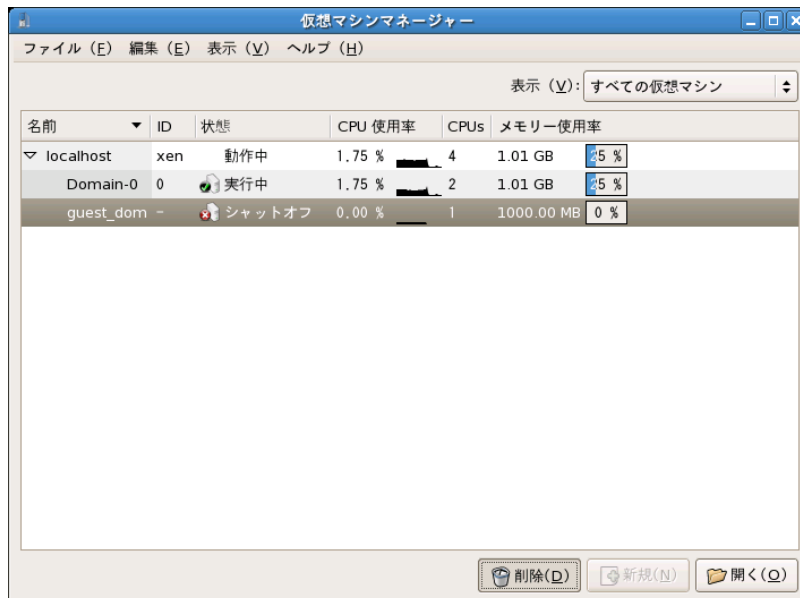 仮想マシンマネージャー
ファイル (F) 編集 (E) 表示 (V) ヘルプ (H)
表示 (V): すべての仮想マシン
名前 ID 状態 CPU 使用率 CPUs メモリー使用率
localhost xen 動作中 1.75 % 4 1.01 GB 25 %
Domain-0 0 実行中 1.75 % 2 1.01 GB 25 %
guest_dom - シャットオフ 0.00 % 1 1000.00 MB 0 %
削除(D) 新規(N) 開く(O)